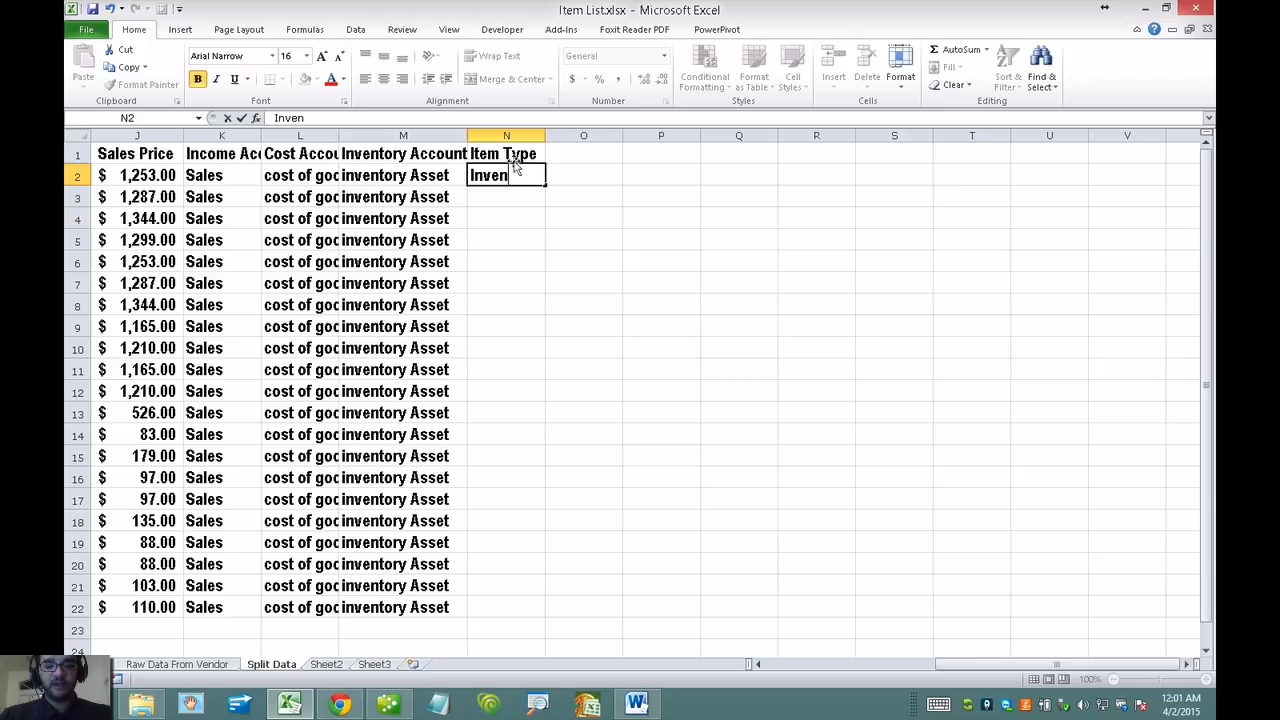 Item List.xlsx - Microsoft Excel
File Home Insert Page Layout Formulas Data Review View Developer Add-Ins Foxit Reader PDF PowerPivot
Paste Cut Copy Format Painter Clipboard
Arial Narrow 16 A A B I U A Font
Wrap Text Merge & Center Alignment
General $ % , Number
Conditional Formatting Format as Table Cell Styles Styles
Insert Delete Format Cells
AutoSum Fill Clear Sort & Filter Find & Select Editing
N2 fx Inven
J K L M N O P Q R S T U V
1 Sales Price Income Acc Cost Accou Inventory Account Item Type
2 $ 1,253.00 Sales cost of goo inventory Asset Inven
3 $ 1,287.00 Sales cost of goo inventory Asset
4 $ 1,344.00 Sales cost of goo inventory Asset
5 $ 1,299.00 Sales cost of goo inventory Asset
6 $ 1,253.00 Sales cost of goo inventory Asset
7 $ 1,287.00 Sales cost of goo inventory Asset
8 $ 1,344.00 Sales cost of goo inventory Asset
9 $ 1,165.00 Sales cost of goo inventory Asset
10 $ 1,210.00 Sales cost of goo inventory Asset
11 $ 1,165.00 Sales cost of goo inventory Asset
12 $ 1,210.00 Sales cost of goo inventory Asset
13 $ 526.00 Sales cost of goo inventory Asset
14 $ 83.00 Sales cost of goo inventory Asset
15 $ 179.00 Sales cost of goo inventory Asset
16 $ 97.00 Sales cost of goo inventory Asset
17 $ 97.00 Sales cost of goo inventory Asset
18 $ 135.00 Sales cost of goo inventory Asset
19 $ 88.00 Sales cost of goo inventory Asset
20 $ 88.00 Sales cost of goo inventory Asset
21 $ 103.00 Sales cost of goo inventory Asset
22 $ 110.00 Sales cost of goo inventory Asset
23
24
Raw Data From Vendor Split Data Sheet2 Sheet3
100%
12:01 AM
4/2/2015